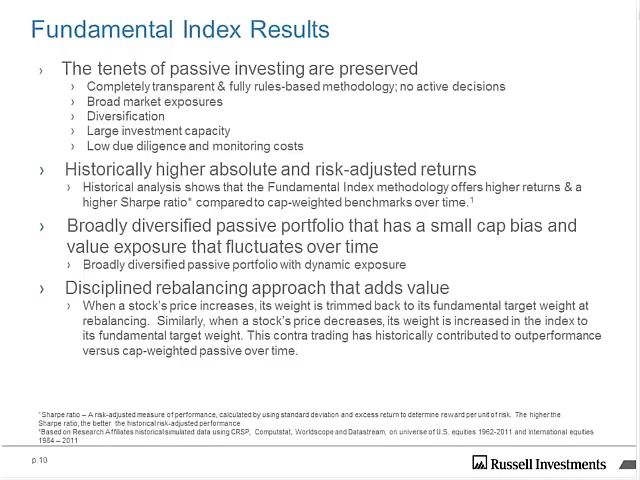 Fundamental Index Results
› The tenets of passive investing are preserved
› Completely transparent & fully rules-based methodology; no active decisions
› Broad market exposures
› Diversification
› Large investment capacity
› Low due diligence and monitoring costs
› Historically higher absolute and risk-adjusted returns
› Historical analysis shows that the Fundamental Index methodology offers higher returns & a
higher Sharpe ratio* compared to cap-weighted benchmarks over time.¹
› Broadly diversified passive portfolio that has a small cap bias and
value exposure that fluctuates over time
› Broadly diversified passive portfolio with dynamic exposure
› Disciplined rebalancing approach that adds value
› When a stock's price increases, its weight is trimmed back to its fundamental target weight at
rebalancing. Similarly, when a stock's price decreases, its weight is increased in the index to
its fundamental target weight. This contra trading has historically contributed to outperformance
versus cap-weighted passive over time.
* Sharpe ratio – A risk-adjusted measure of performance, calculated by using standard deviation and excess return to determine reward per unit of risk. The higher the
Sharpe ratio, the better the historical risk-adjusted performance
Based on Research Affiliates historical simulated data using CRSP, Compustat, Worldscope and Datastream, on universe of U.S. equities 1962-2011 and International equities
1984 – 2011
p.10
Russell Investments